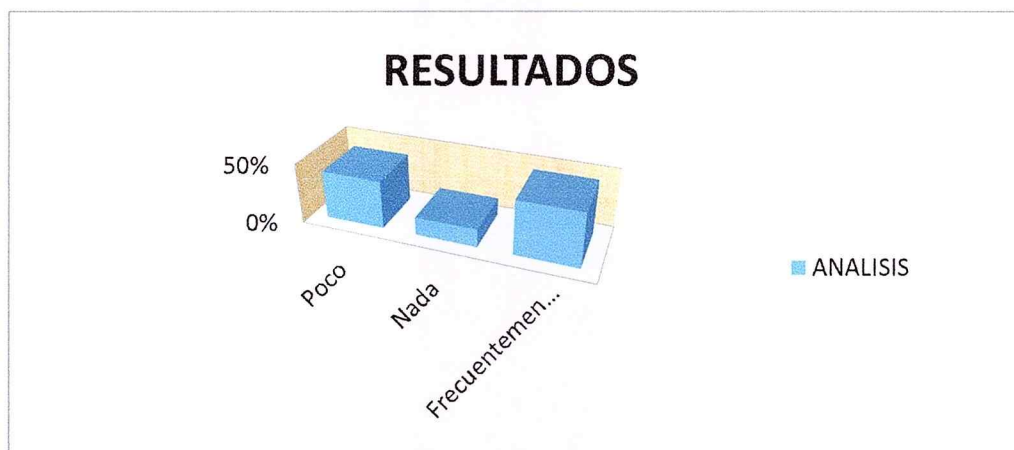 RESULTADOS
50%
0%
Poco
Nada
Frecuentemen...
ANALISIS